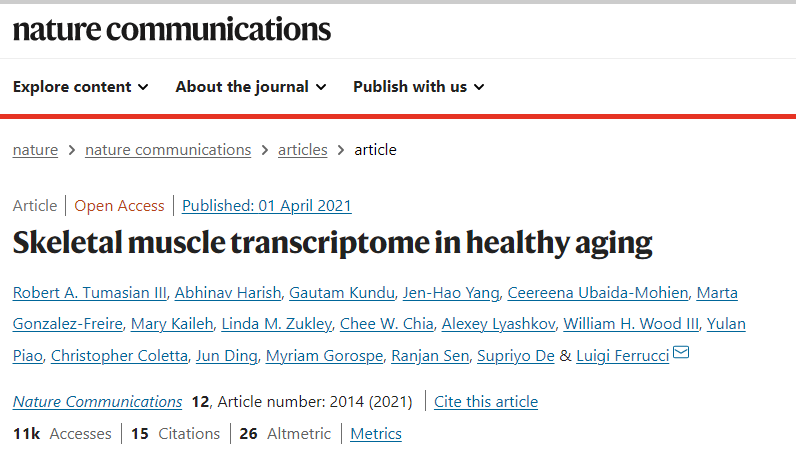 nature communications
Explore content About the journal Publish with us
nature > nature communications > articles > article
Article | Open Access | Published: 01 April 2021
Skeletal muscle transcriptome in healthy aging
Robert A. Tumasian III, Abhinav Harish, Gautam Kundu, Jen-Hao Yang, Ceereena Ubaida-Mohien, Marta
Gonzalez-Freire, Mary Kaileh, Linda M. Zukley, Chee W. Chia, Alexey Lyashkov, William H. Wood III, Yulan
Piao, Christopher Coletta, Jun Ding, Myriam Gorospe, Ranjan Sen, Supriyo De & Luigi Ferrucci
Nature Communications 12, Article number: 2014 (2021) | Cite this article
11k Accesses | 15 Citations | 26 Altmetric | Metrics